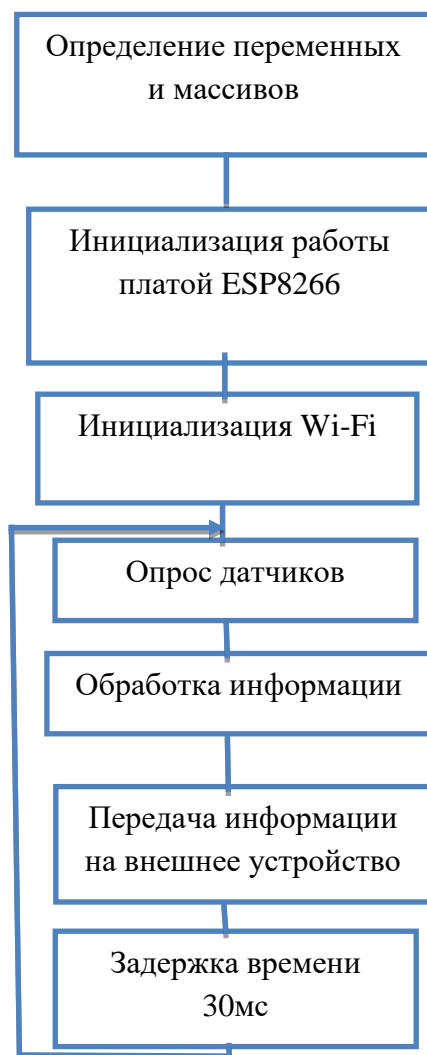 Определение переменных
и массивов
Инициализация работы
платой ESP8266
Инициализация Wi-Fi
Опрос датчиков
Обработка информации
Передача информации
на внешнее устройство
Задержка времени
30мс